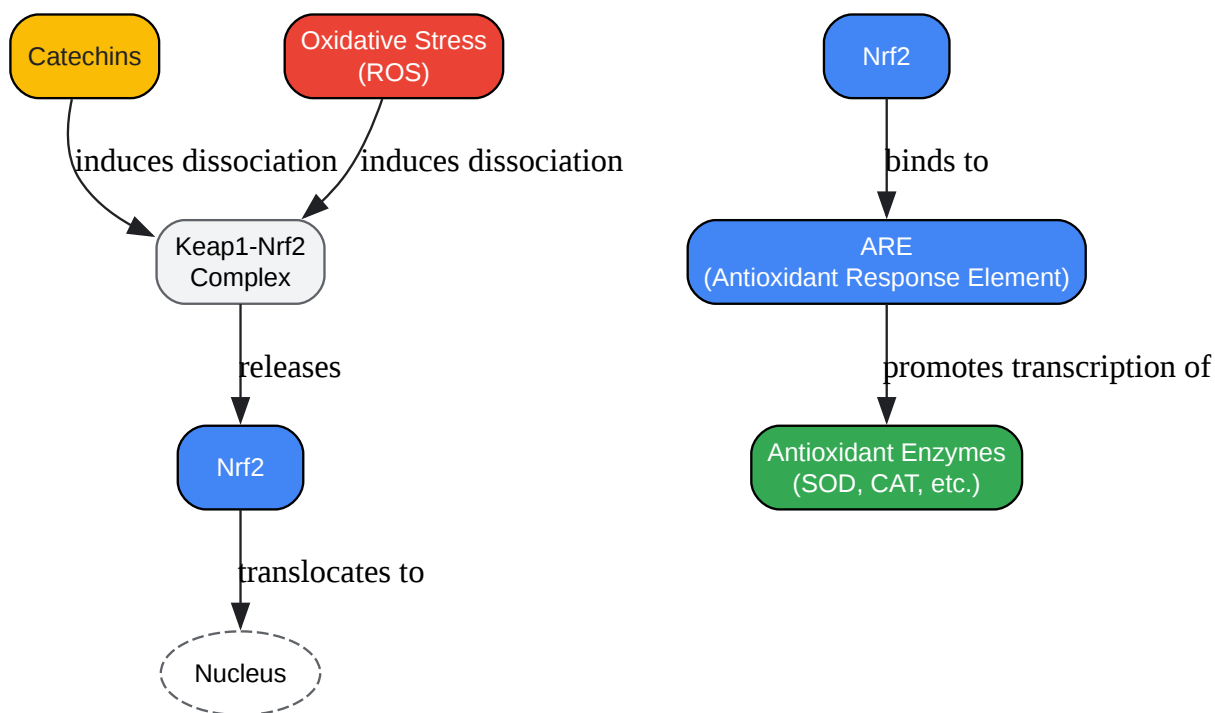 Catechins
Oxidative Stress
(ROS)
Nrf2
induces dissociation
induces dissociation
binds to
Keap1-Nrf2
Complex
ARE
(Antioxidant Response Element)
releases
promotes transcription of
Nrf2
Antioxidant Enzymes
(SOD, CAT, etc.)
translocates to
Nucleus